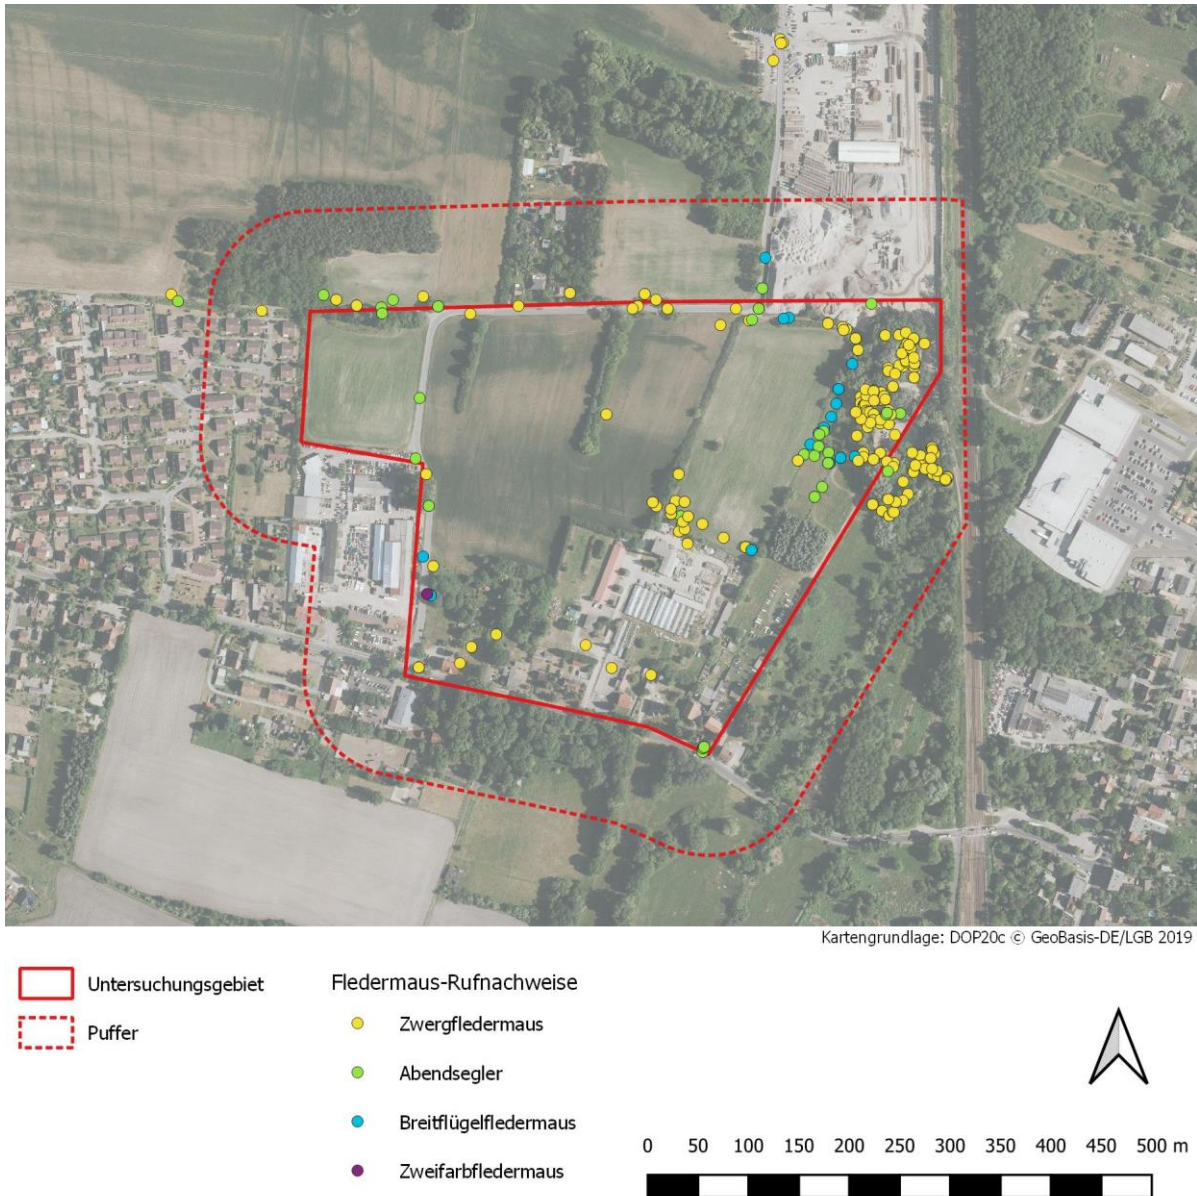 Kartengrundlage: DOP20c © GeoBasis-DE/LGB 2019
Untersuchungsgebiet
Puffer
Fledermaus-Rufnachweise
Zwergfledermaus
Abendsegler
Breitflügelfledermaus
Zweifarbfledermaus
0 50 100 150 200 250 300 350 400 450 500 m